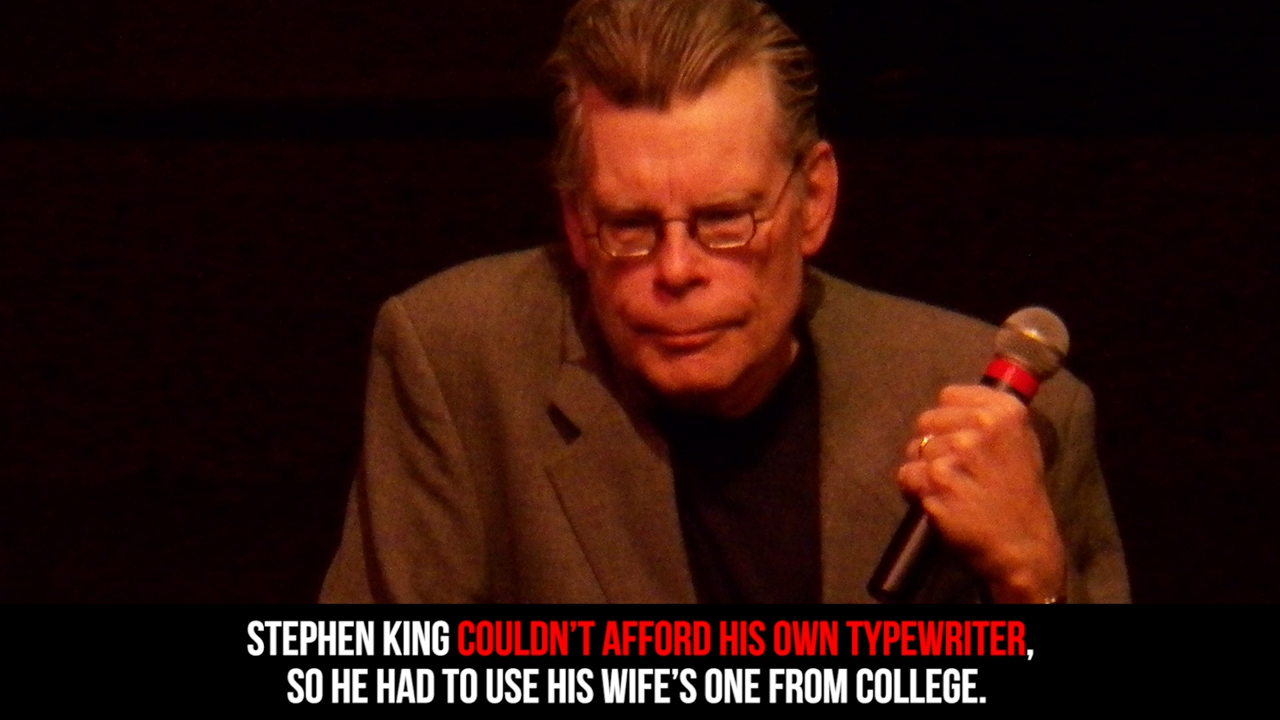 STEPHEN KING COULDN'T AFFORD HIS OWN TYPEWRITER,
SO HE HAD TO USE HIS WIFE'S ONE FROM COLLEGE.